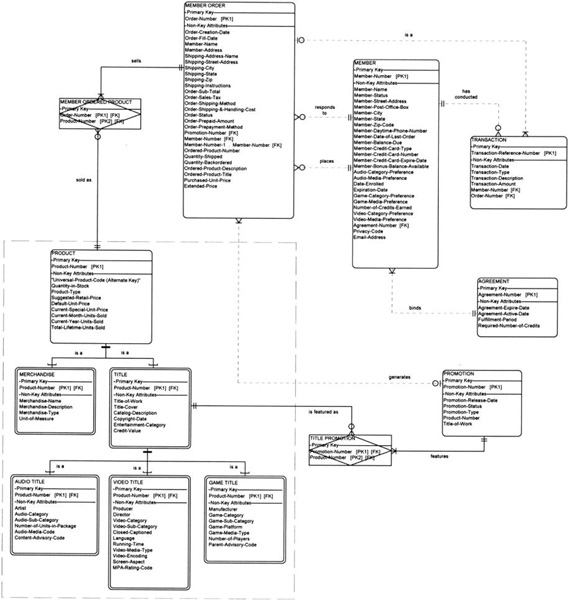 MEMBER ORDER
-Primary Key
Order-Number [PK1]
-Non-Key Attributes
Order-Creation-Date
Order-Fill-Date
Member-Name
Member-Address
Shipping-Address-Name
Shipping-Street-Address
Shipping-City
Shipping-State
Shipping-Zip
Shipping-Instructions
Order-Sub-Total
Order-Sales-Tax
Order-Shipping-Method
Order-Shipping-&-Handling-Cost
Order-Status
Order-Prepaid-Amount
Order-Prepayment-Method
Promotion-Number [FK]
Member-Number [FK]
Member-Number-1 . Member-Number [FK]
Ordered-Product-Number
Quantity-Shipped
Quantity-Backordered
Ordered-Product-Description
Ordered-Product-Title
Purchased-Unit-Price
Extended-Price
is a
sells
MEMBER ORDERED PRODUCT
-Primary Key
Order-Number [PK1] [FK]
Product-Number [PK2] [FK]
sold as
responds
to
places
MEMBER
-Primary Key
Member-Number [PK1]
-Non-Key Attributes
Member-Name
Member-Status
Member-Street-Address
Member-Post-Office-Box
Member-City
Member-State
Member-Zip-Code
Member-Daytime-Phone-Number
Member-Date-of-Last-Order
Member-Balance-Due
Member-Credit-Card-Type
Member-Credit-Card-Number
Member-Credit-Card-Expire-Date
Member-Bonus-Balance-Available
Audio-Category-Preference
Audio-Media-Preference
Date-Enrolled
Expiration-Date
Game-Category-Preference
Game-Media-Preference
Number-of-Credits-Earned
Video-Category-Preference
Video-Media-Preference
Agreement-Number [FK]
Privacy-Code
Email-Address
has
conducted
TRANSACTION
-Primary Key
Transaction-Reference-Number [PK1]
-Non-Key Attributes
Transaction-Date
Transaction-Type
Transaction-Description
Transaction-Amount
Member-Number [FK]
Order-Number [FK]
PRODUCT
-Primary Key
Product-Number [PK1]
-Non-Key Attributes
"Universal-Product-Code (Alternate Key)"
Quantity-in-Stock
Product-Type
Suggested-Retail-Price
Default-Unit-Price
Current-Special-Unit-Price
Current-Month-Units-Sold
Current-Year-Units-Sold
Total-Lifetime-Units-Sold
AGREEMENT
-Primary Key
Agreement-Number [PK1]
-Non-Key Attributes
Agreement-Expire-Date
Agreement-Active-Date
Fulfillment-Period
Required-Number-of-Credits
binds
is a
is a
MERCHANDISE
-Primary Key
Product-Number [PK1] [FK]
-Non-Key Attributes
Merchandise-Name
Merchandise-Description
Merchandise-Type
Unit-of-Measure
TITLE
-Primary Key
Product-Number [PK1] [FK]
-Non-Key Attributes
Title-of-Work
Title-Cover
Catalog-Description
Copyright-Date
Entertainment-Category
Credit-Value
generates
PROMOTION
-Primary Key
Promotion-Number [PK1]
-Non-Key Attributes
Promotion-Release-Date
Promotion-Status
Promotion-Type
Product-Number
Title-of-Work
is featured as
TITLE PROMOTION
-Primary Key
Promotion-Number [PK1] [FK]
Product-Number [PK2] [FK]
features
is a
is a
is a
AUDIO TITLE
-Primary Key
Product-Number [PK1] [FK]
-Non-Key Attributes
Artist
Audio-Category
Audio-Sub-Category
Number-of-Units-in-Package
Audio-Media-Code
Content-Advisory-Code
VIDEO TITLE
-Primary Key
Product-Number [PK1] [FK]
-Non-Key Attributes
Producer
Director
Video-Category
Video-Sub-Category
Closed-Captioned
Language
Running-Time
Video-Media-Type
Video-Encoding
Screen-Aspect
MPA-Rating-Code
GAME TITLE
-Primary Key
Product-Number [PK1] [FK]
-Non-Key Attributes
Manufacturer
Game-Category
Game-Sub-Category
Game-Platform
Game-Media-Type
Number-of-Players
Parent-Advisory-Code